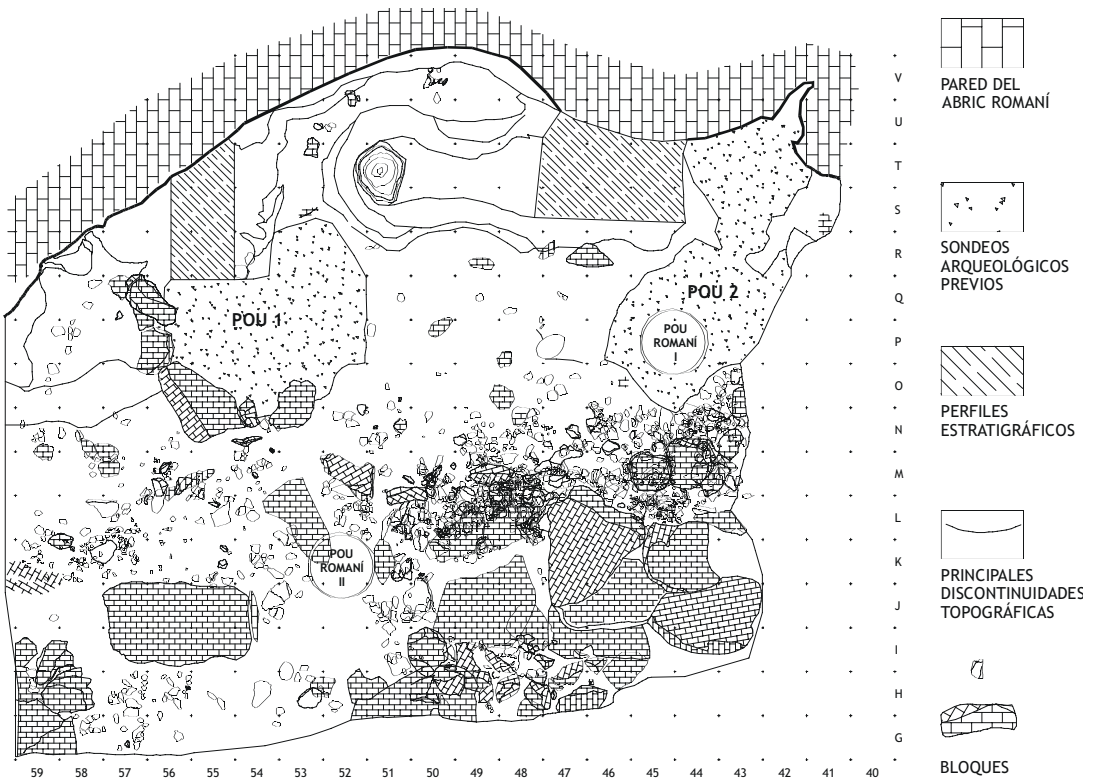 V
U
T
S
R
Q
P
O
N
M
L
K
J
I
H
G
59 58 57 56 55 54 53 52 51 50 49 48 47 46 45 44 43 42 41 40
POU 1
POU 2
POU
ROMANÍ
I
POU
ROMANÍ
II
PARED DEL
ABRIC ROMANÍ
SONDEOS
ARQUEOLÓGICOS
PREVIOS
PERFILES
ESTRATIGRÁFICOS
PRINCIPALES
DISCONTINUIDADES
TOPOGRÁFICAS
BLOQUES